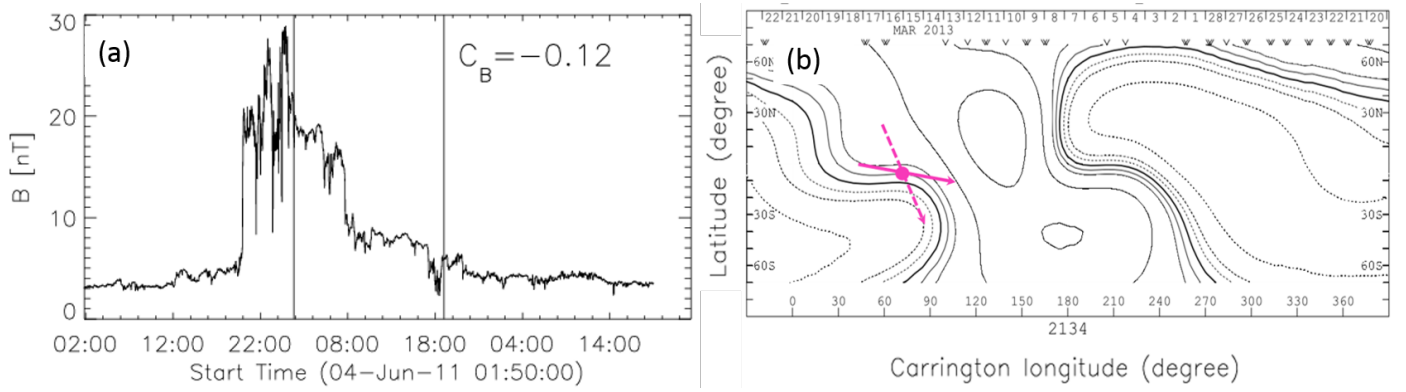 (a)
C_B=−0.12
B [nT]
30
20
10
0
02:00 12:00 22:00 08:00 18:00 04:00 14:00
Start Time (04-Jun-11 01:50:00)
22 21 20 19 18 17 16 15 14 13 12 11 10 9 8 7 6 5 4 3 2 1 28 27 26 25 24 23 22 21 20
MAR 2013
(b)
Latitude (degree)
60N 60N
30N 30N
30S 30S
60S 60S
0 30 60 90 120 150 180 210 240 270 300 330 360
2134
Carrington longitude (degree)